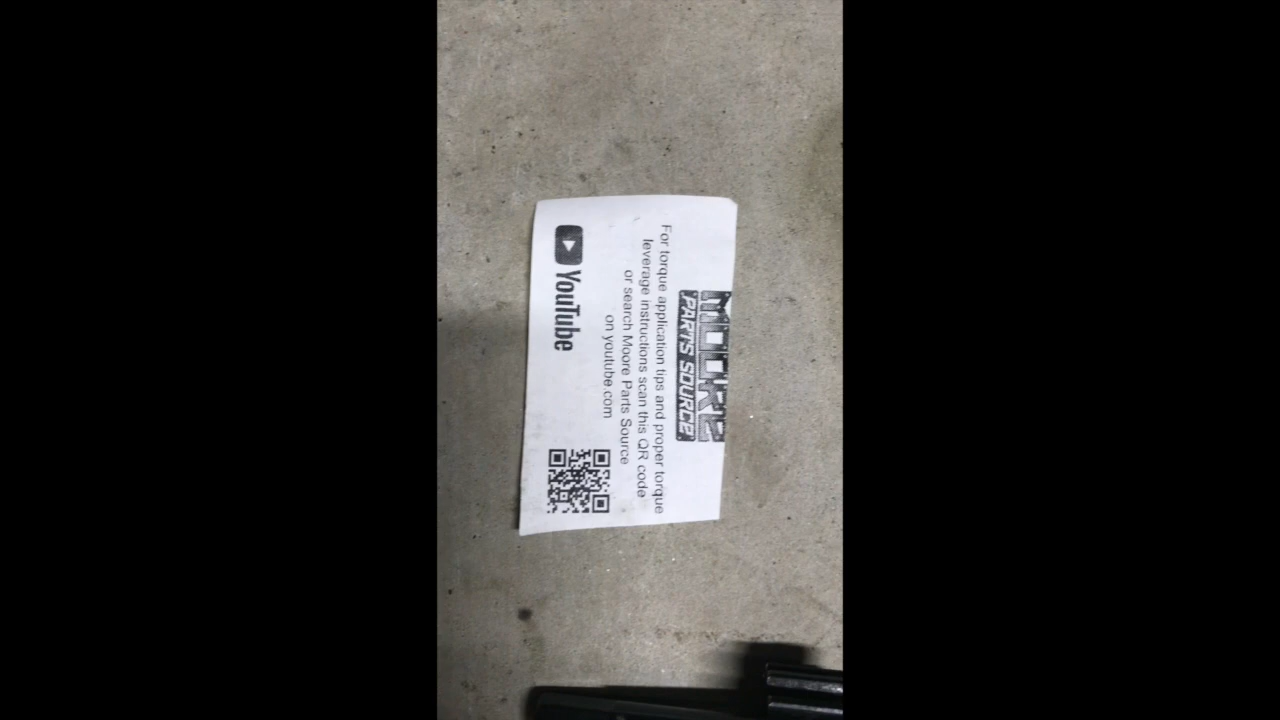 MOORE
PARTS SOURCE
For torque application tips and proper torque
leverage instructions scan this QR code
or search Moore Parts Source
on youtube.com
YouTube